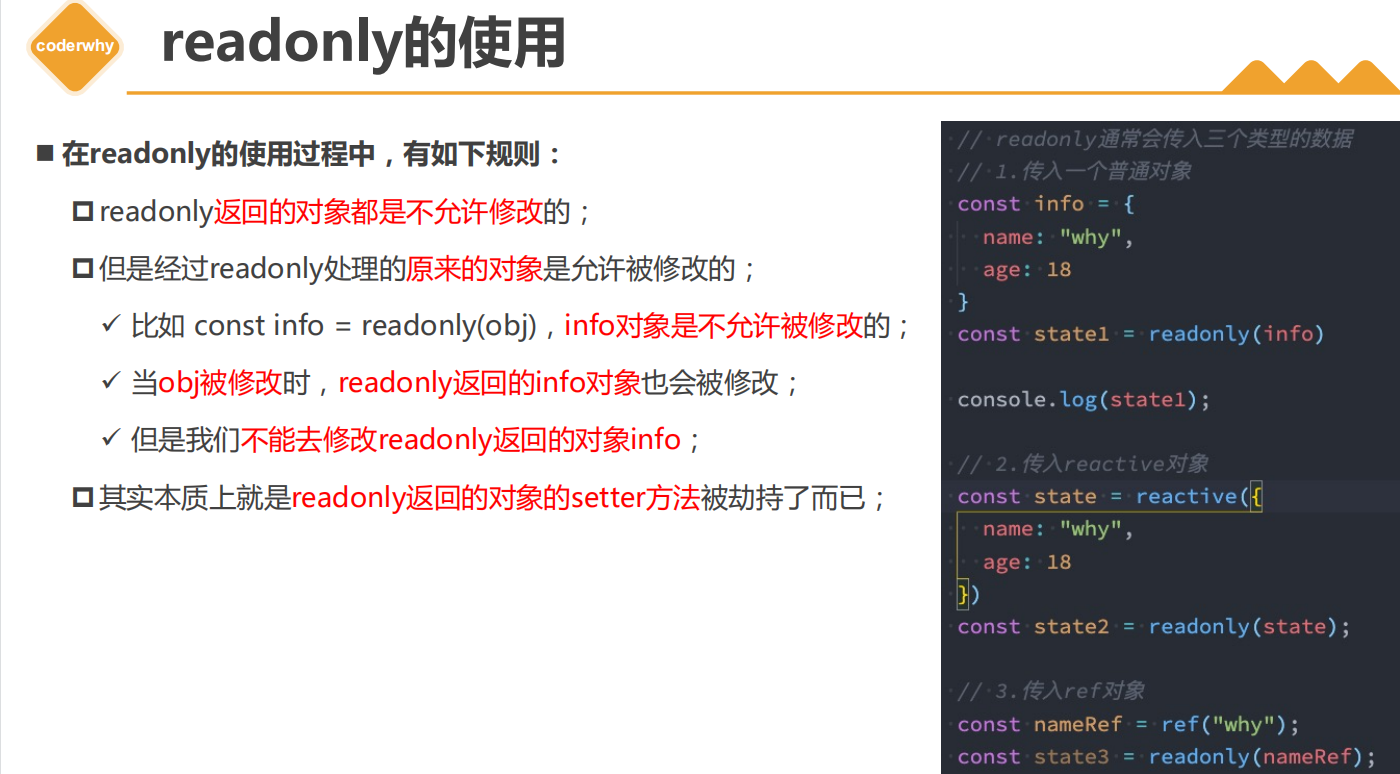 coderwhy
readonly的使用
在readonly的使用过程中，有如下规则：
readonly返回的对象都是不允许修改的；
但是经过readonly处理的原来的对象是允许被修改的；
比如 const info = readonly(obj)，info对象是不允许被修改的；
当obj被修改时，readonly返回的info对象也会被修改；
但是我们不能去修改readonly返回的对象info；
其实本质上就是readonly返回的对象的setter方法被劫持了而已；
// readonly通常会传入三个类型的数据
// 1.传入一个普通对象
const info = {
  name: "why",
  age: 18
}
const state1 = readonly(info)
console.log(state1);
// 2.传入reactive对象
const state = reactive({
  name: "why",
  age: 18
})
const state2 = readonly(state);
// 3.传入ref对象
const nameRef = ref("why");
const state3 = readonly(nameRef);